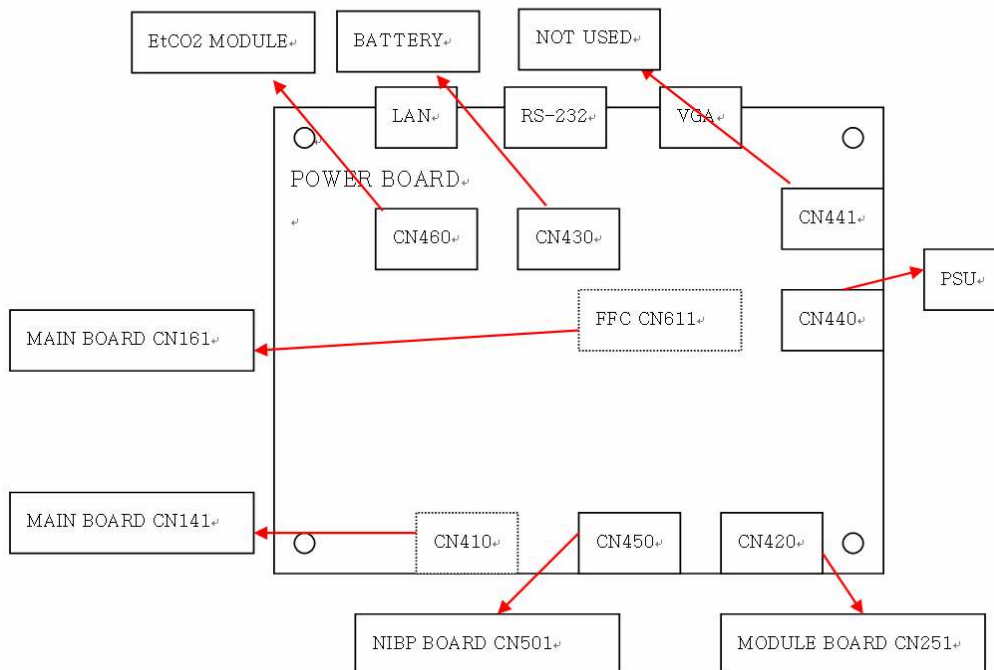 EtCO2 MODULE
BATTERY
NOT USED
LAN
RS-232
VGA
POWER BOARD
CN460
CN430
CN441
PSU
FFC CN611
CN440
MAIN BOARD CN161
MAIN BOARD CN141
CN410
CN450
CN420
NIBP BOARD CN501
MODULE BOARD CN251